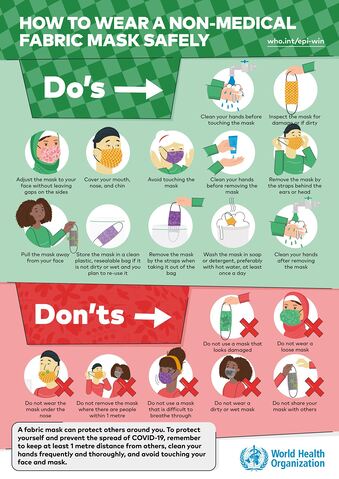 HOW TO WEAR A NON-MEDICAL
FABRIC MASK SAFELY
who.int/epi-win
Do's
Clean your hands before
touching the mask
Inspect the mask for
damage or if dirty
Adjust the mask to your
face without leaving
gaps on the sides
Cover your mouth,
nose, and chin
Avoid touching the
mask
Clean your hands
before removing the
mask
Remove the mask by
the straps behind the
ears or head
Pull the mask away
from your face
Store the mask in a clean
plastic, resealable bag if it
is not dirty or wet and you
plan to re-use it
Remove the
mask by the straps when
taking it out of the
bag
Wash the mask in soap
or detergent, preferably
with hot water, at least
once a day
Clean your hands
after removing
the mask
Don'ts
Do not use a mask that
looks damaged
Do not wear a
loose mask
Do not wear the
mask under the
nose
Do not remove the mask
where there are people
within 1 metre
Do not use a mask
that is difficult to
breathe through
Do not wear a
dirty or wet mask
Do not share your
mask with others
A fabric mask can protect others around you. To protect
yourself and prevent the spread of COVID-19, remember
to keep at least 1 metre distance from others, clean your
hands frequently and thoroughly, and avoid touching your
face and mask.
World Health
Organization